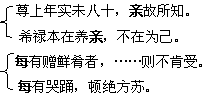 尊上年实未八十，亲故所知。
希禄本在养亲，不在为己。
每有赠鲜肴者，……则不肯受。
每有哭踊，顿绝方苏。